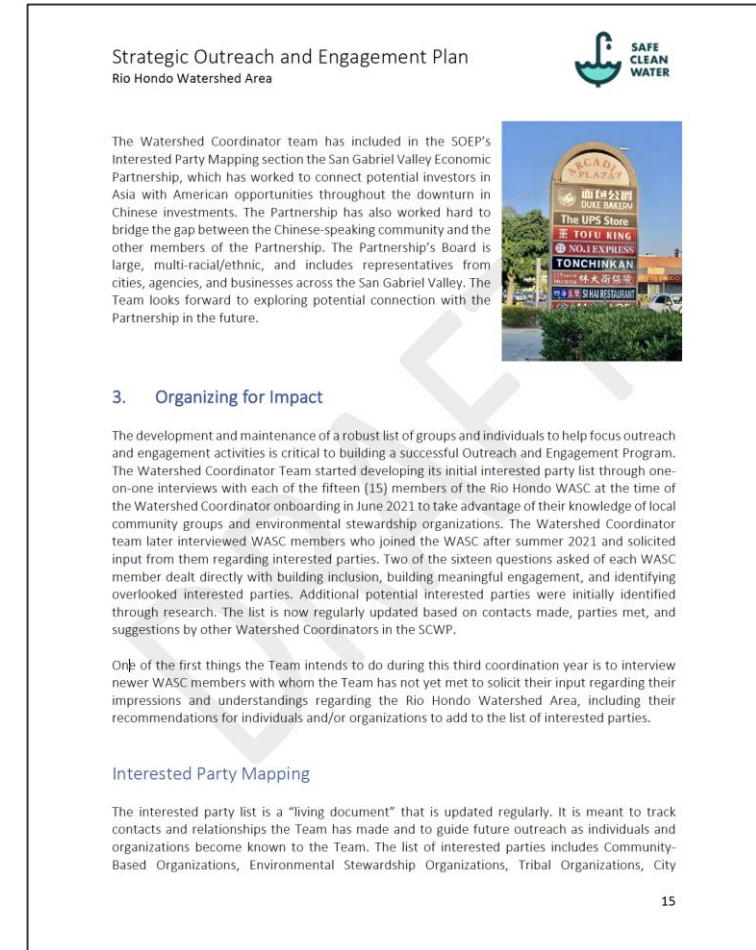 Strategic Outreach and Engagement Plan
Rio Hondo Watershed Area
SAFE
CLEAN
WATER
The Watershed Coordinator team has included in the SOEP's
Interested Party Mapping section the San Gabriel Valley Economic
Partnership, which has worked to connect potential investors in
Asia with American opportunities throughout the downturn in
Chinese investments. The Partnership has also worked hard to
bridge the gap between the Chinese-speaking community and the
other members of the Partnership. The Partnership's Board is
large, multi-racial/ethnic, and includes representatives from
cities, agencies, and businesses across the San Gabriel Valley. The
Team looks forward to exploring potential connection with the
Partnership in the future.
ARCADIA
PLAZA
DUKE BAKERY
The UPS Store
TOFU KING
NO.1 EXPRESS
TONCHINKAN
SI HAI RESTAURANT
3. Organizing for Impact
The development and maintenance of a robust list of groups and individuals to help focus outreach
and engagement activities is critical to building a successful Outreach and Engagement Program.
The Watershed Coordinator Team started developing its initial interested party list through one-
on-one interviews with each of the fifteen (15) members of the Rio Hondo WASC at the time of
the Watershed Coordinator onboarding in June 2021 to take advantage of their knowledge of local
community groups and environmental stewardship organizations. The Watershed Coordinator
team later interviewed WASC members who joined the WASC after summer 2021 and solicited
input from them regarding interested parties. Two of the sixteen questions asked of each WASC
member dealt directly with building inclusion, building meaningful engagement, and identifying
overlooked interested parties. Additional potential interested parties were initially identified
through research. The list is now regularly updated based on contacts made, parties met, and
suggestions by other Watershed Coordinators in the SCWP.
One of the first things the Team intends to do during this third coordination year is to interview
newer WASC members with whom the Team has not yet met to solicit their input regarding their
impressions and understandings regarding the Rio Hondo Watershed Area, including their
recommendations for individuals and/or organizations to add to the list of interested parties.
Interested Party Mapping
The interested party list is a "living document" that is updated regularly. It is meant to track
contacts and relationships the Team has made and to guide future outreach as individuals and
organizations become known to the Team. The list of interested parties includes Community-
Based Organizations, Environmental Stewardship Organizations, Tribal Organizations, City
15
DRAFT